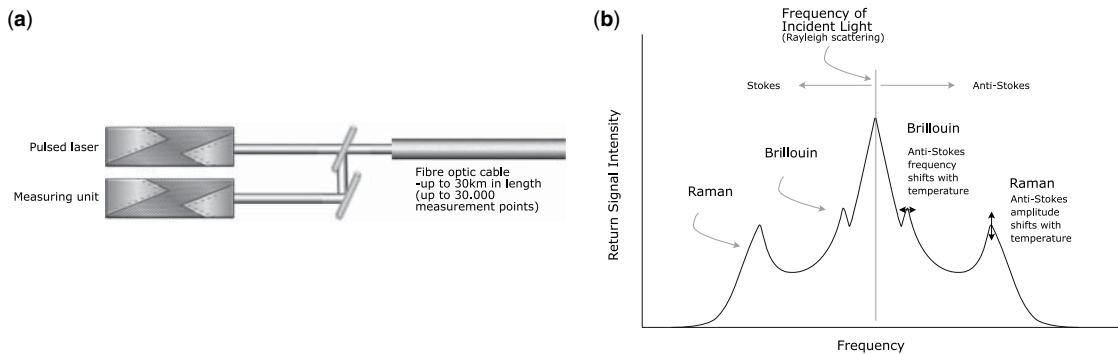 (a)
Pulsed laser
Measuring unit
Fibre optic cable
-up to 30km in length
(up to 30.000
measurement points)
(b)
Frequency of
Incident Light
(Rayleigh scattering)
Stokes
Anti-Stokes
Brillouin
Anti-Stokes
frequency
shifts with
temperature
Brillouin
Raman
Raman
Anti-Stokes
amplitude
shifts with
temperature
Return Signal Intensity
Frequency